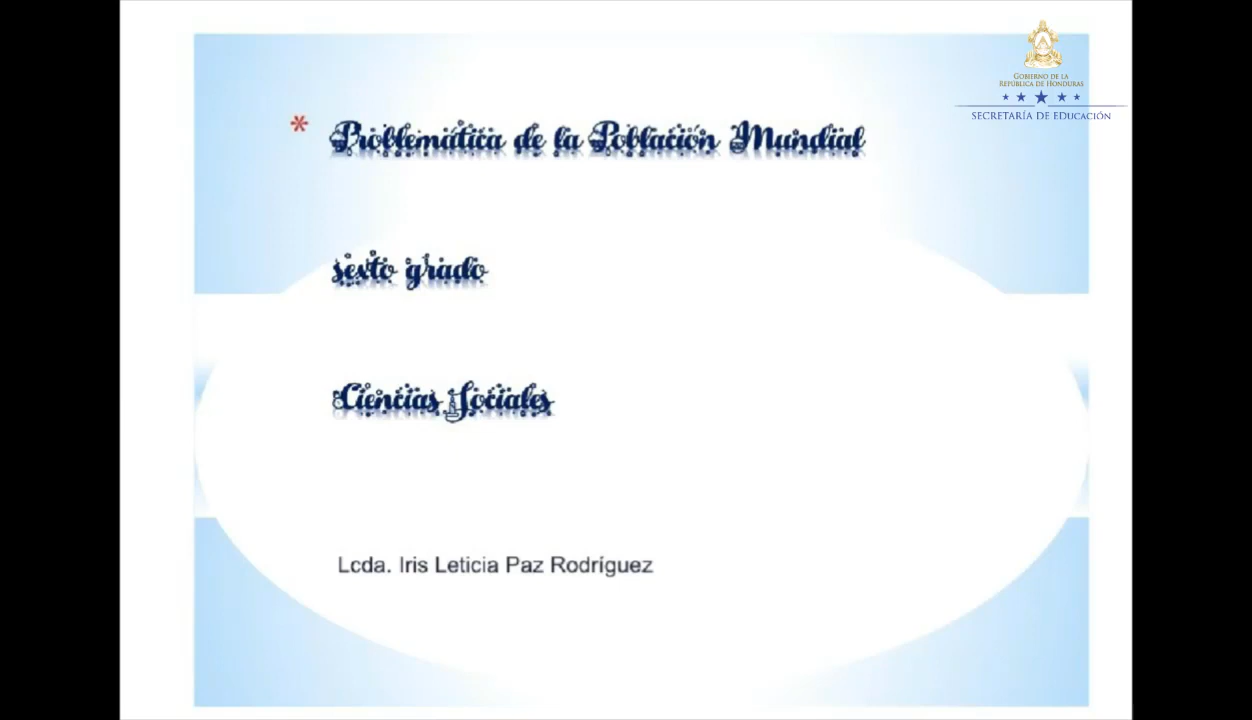 GOBIERNO DE LA
REPÚBLICA DE HONDURAS
SECRETARÍA DE EDUCACIÓN
* Problemática de la Población Mundial
sexto grado
Ciencias Sociales
Lcda. Iris Leticia Paz Rodríguez